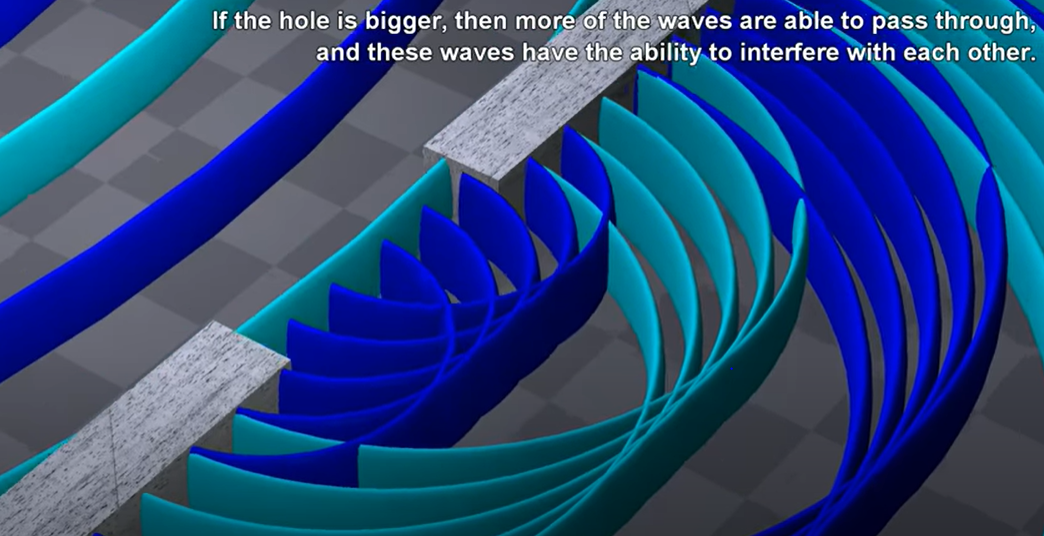 If the hole is bigger, then more of the waves are able to pass through,
and these waves have the ability to interfere with each other.